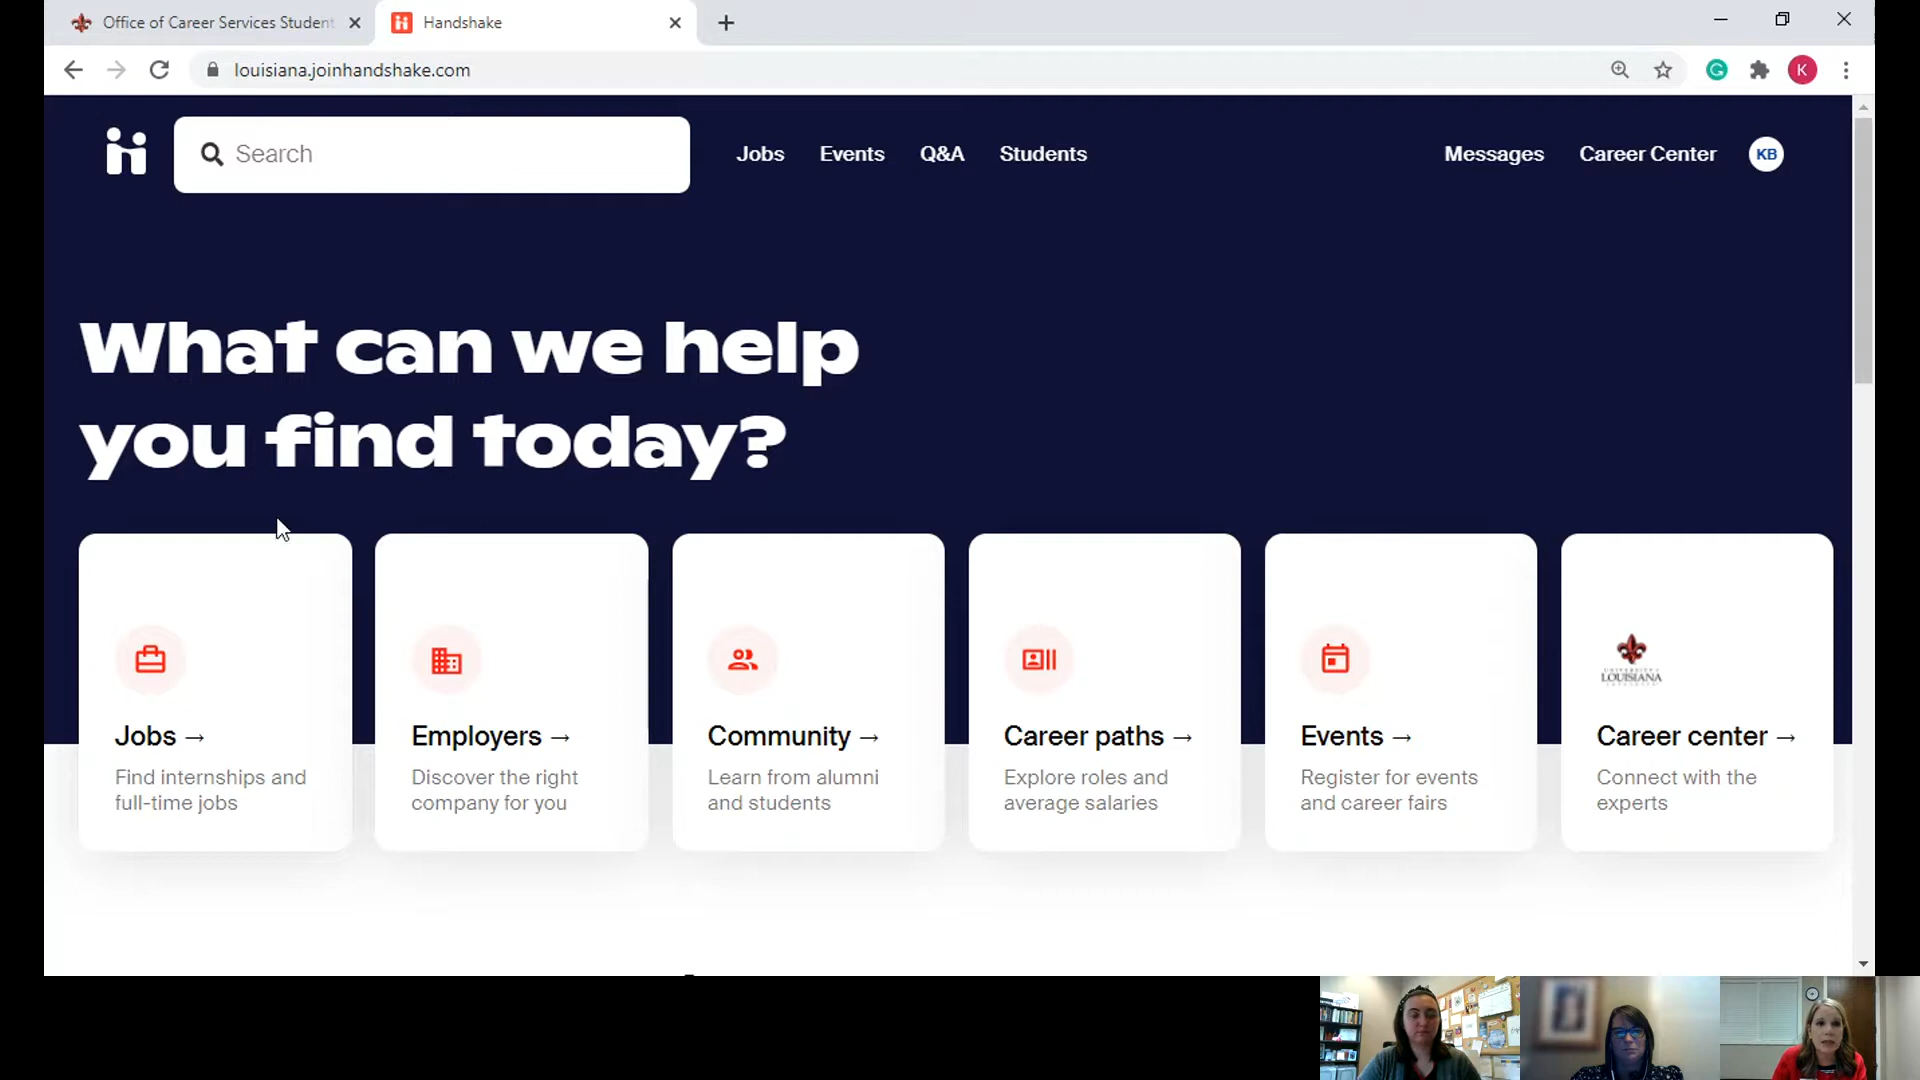 Office of Career Services Student
Handshake
louisiana.joinhandshake.com
K
Search
Jobs
Events
Q&A
Students
Messages
Career Center
KB
What can we help
you find today?
Jobs →
Find internships and
full-time jobs
Employers →
Discover the right
company for you
Community →
Learn from alumni
and students
Career paths →
Explore roles and
average salaries
Events →
Register for events
and career fairs
UNIVERSITY of
LOUISIANA
Career center →
Connect with the
experts